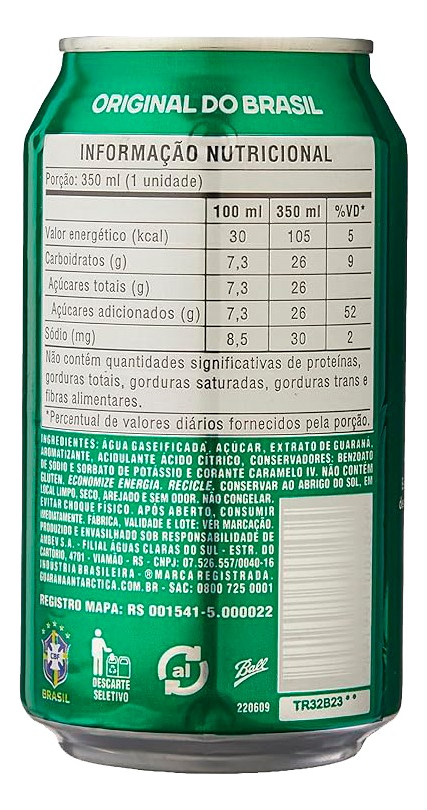 ORIGINAL DO BRASIL
INFORMAÇÃO NUTRICIONAL
Porção: 350 ml (1 unidade)
100 ml 350 ml %VD*
Valor energético (kcal) 30 105 5
Carboidratos (g) 7,3 26 9
Açúcares totais (g) 7,3 26
Açúcares adicionados (g) 7,3 26 52
Sódio (mg) 8,5 30 2
Não contém quantidades significativas de proteínas,
gorduras totais, gorduras saturadas, gorduras trans e
fibras alimentares.
*Percentual de valores diários fornecidos pela porção.
INGREDIENTES: ÁGUA GASEIFICADA, AÇÚCAR, EXTRATO DE GUARANÁ,
AROMATIZANTE, ACIDULANTE ÁCIDO CÍTRICO, CONSERVADORES: BENZOATO
DE SÓDIO E SORBATO DE POTÁSSIO E CORANTE CARAMELO IV. NÃO CONTÉM
GLÚTEN. ECONOMIZE ENERGIA. RECICLE. CONSERVAR AO ABRIGO DO SOL, EM
LOCAL LIMPO, SECO, AREJADO E SEM ODOR. NÃO CONGELAR.
EVITAR CHOQUE FÍSICO. APÓS ABERTO, CONSUMIR
IMEDIATAMENTE. FABRICA, VALIDADE E LOTE: VER MARCAÇÃO.
PRODUZIDO E ENVASILHADO SOB RESPONSABILIDADE DE
AMBEV S.A. - FILIAL ÁGUAS CLARAS DO SUL - ESTR. DO
CARTÓRIO, 4701 - VIAMÃO - RS - CNPJ: 07.526.557/0040-16
INDÚSTRIA BRASILEIRA - ® MARCA REGISTRADA.
GUARANAANTARCTICA.COM.BR - SAC: 0800 725 0001
REGISTRO MAPA: RS 001541-5.000022
CBF
BRASIL
DESCARTE
SELETIVO
al
Ball
220609
TR32B23**